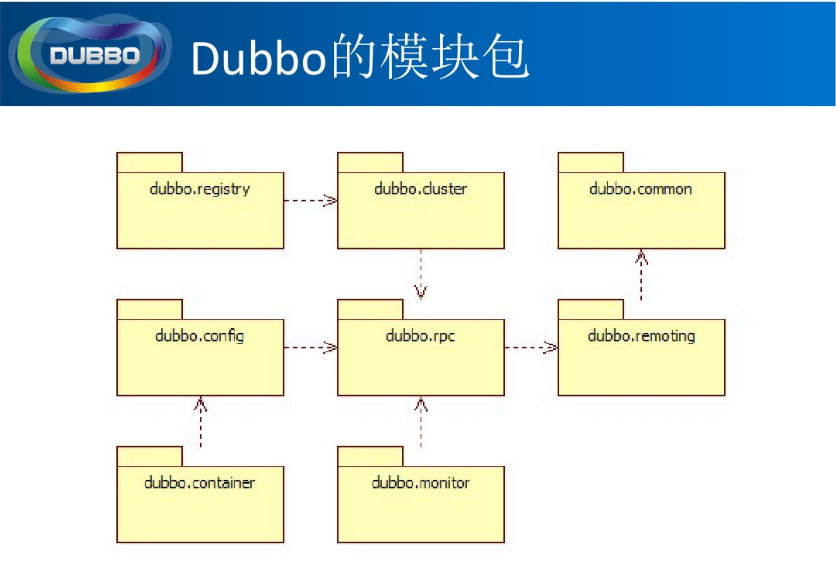 DUBBO
Dubbo的模块包
dubbo.registry
dubbo.cluster
dubbo.common
dubbo.config
dubbo.rpc
dubbo.remoting
dubbo.container
dubbo.monitor